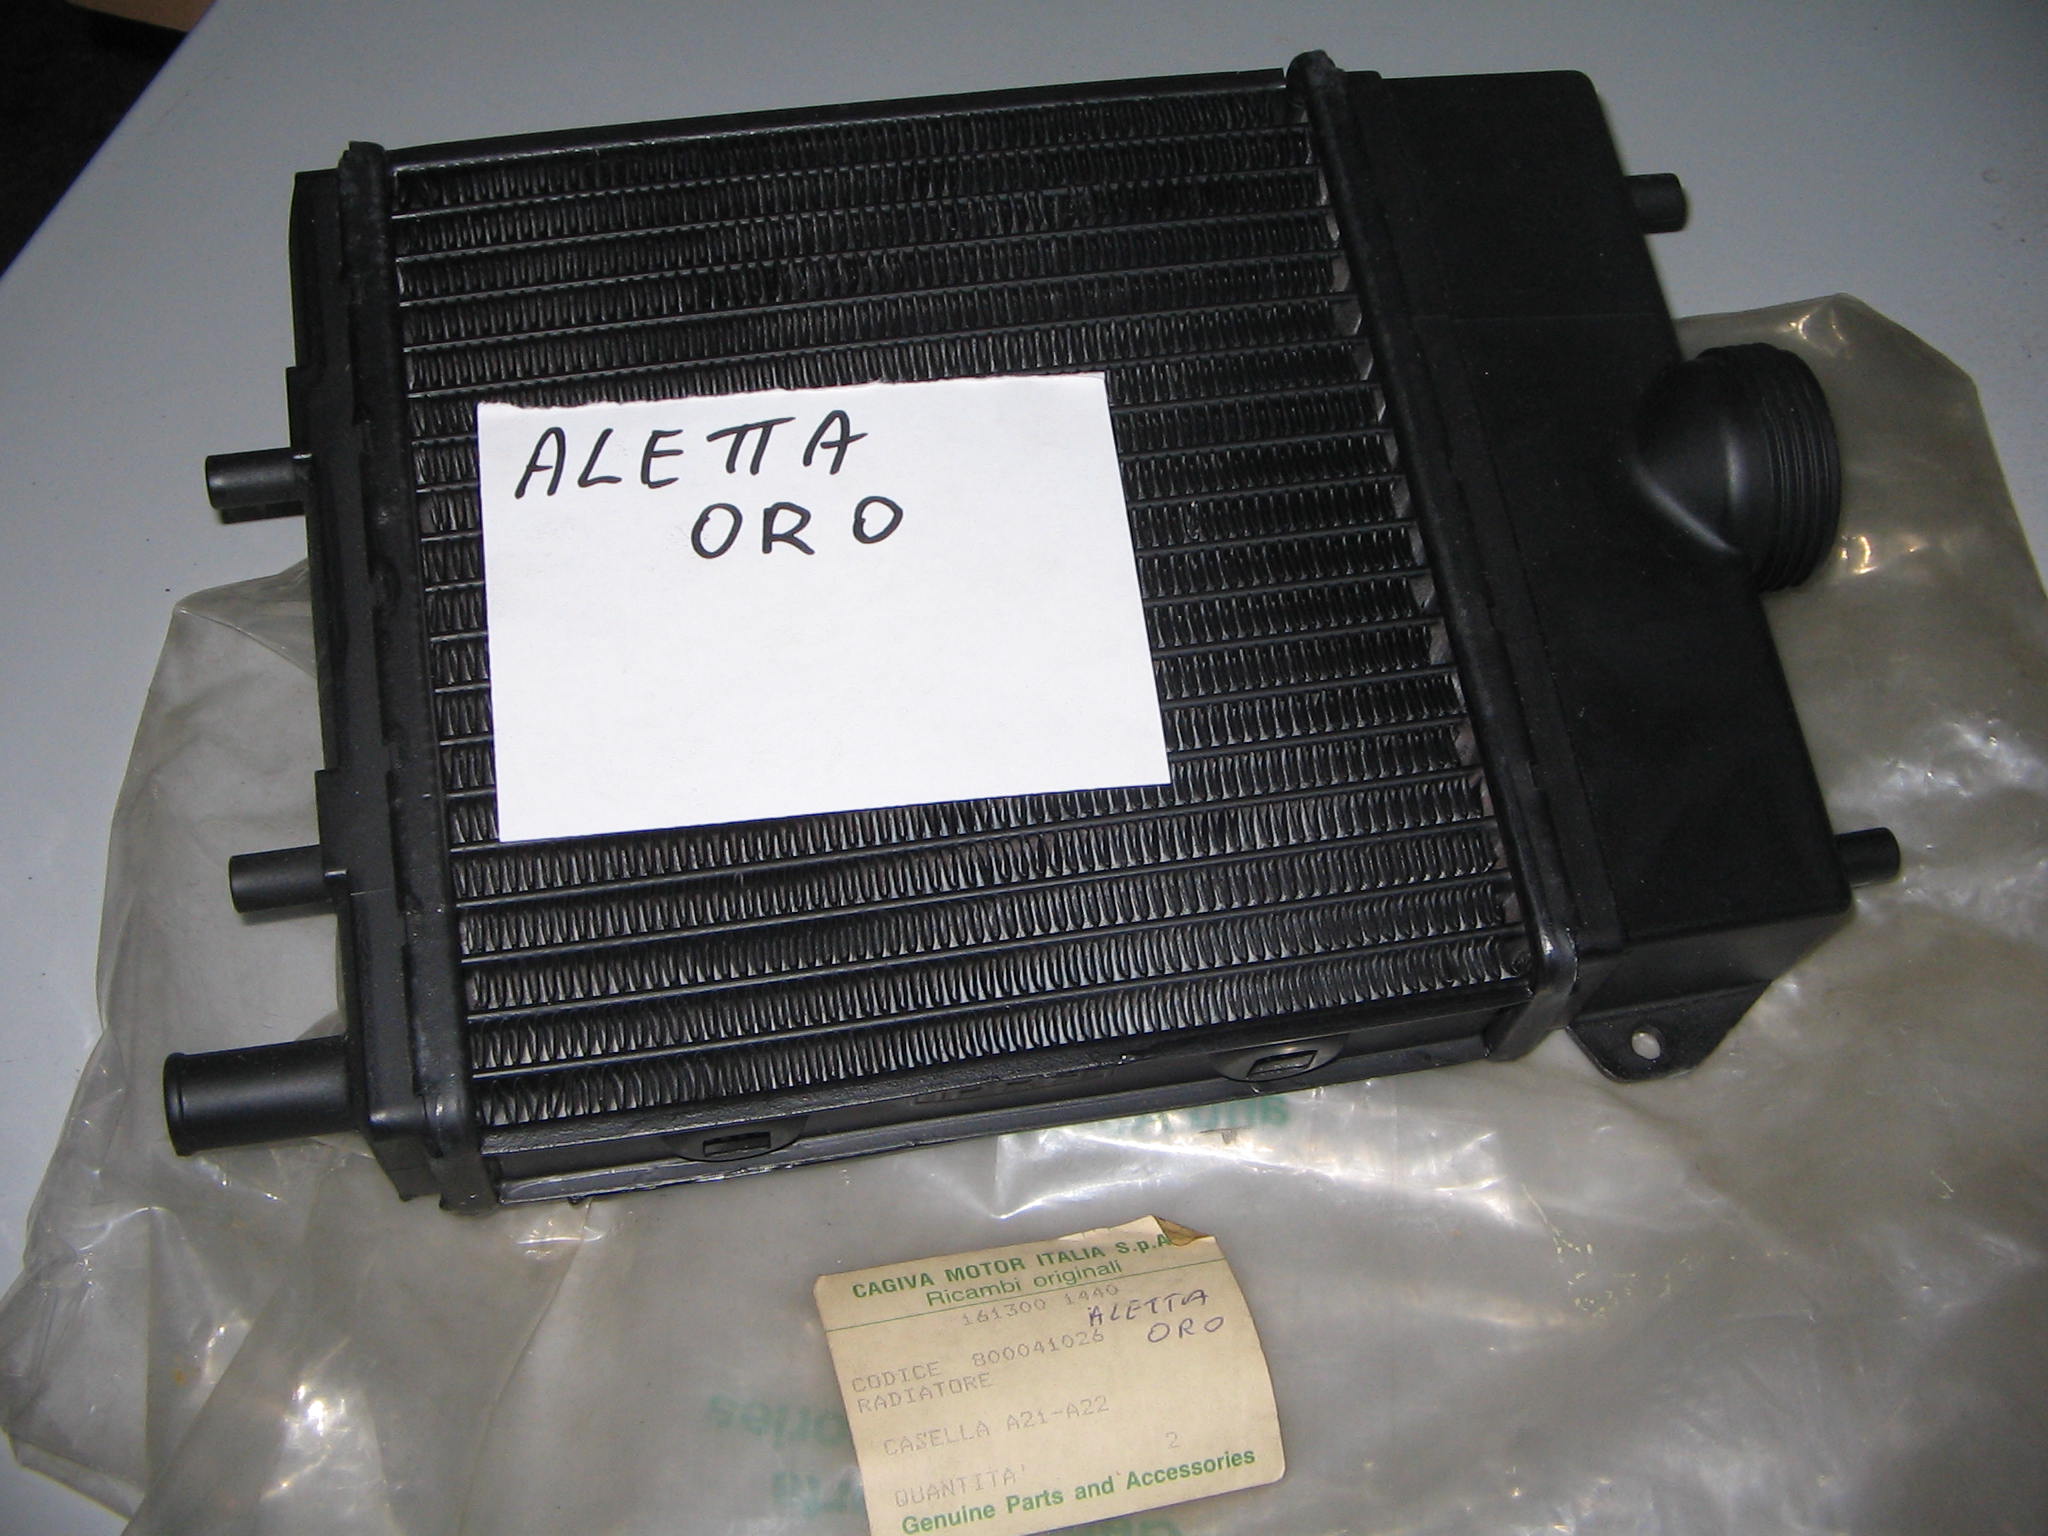 ALETTA
ORO
CAGIVA MOTOR ITALIA S.p.A
Ricambi originali
161300 1440
ALETTA
ORO
CODICE 800041026
RADIATORE
CASELLA A21-A22
QUANTITA' 2
Genuine Parts and Accessories